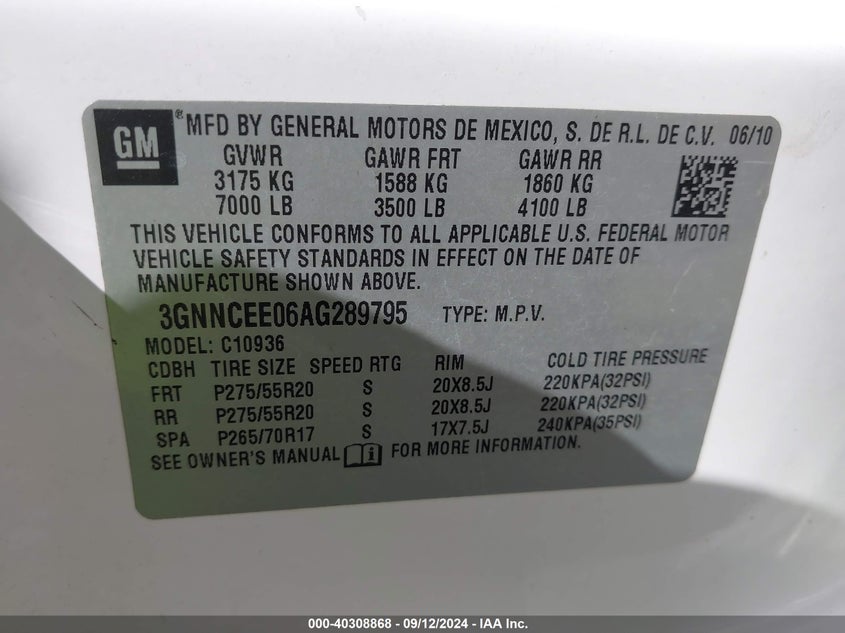 GM
® MFD BY GENERAL MOTORS DE MEXICO, S. DE R.L. DE C.V. 06/10
GVWR GAWR FRT GAWR RR
3175 KG 1588 KG 1860 KG
7000 LB 3500 LB 4100 LB
THIS VEHICLE CONFORMS TO ALL APPLICABLE U.S. FEDERAL MOTOR
VEHICLE SAFETY STANDARDS IN EFFECT ON THE DATE OF
MANUFACTURE SHOWN ABOVE.
3GNNCEE06AG289795 TYPE: M.P.V.
MODEL: C10936
CDBH TIRE SIZE SPEED RTG RIM COLD TIRE PRESSURE
FRT P275/55R20 S 20X8.5J 220KPA(32PSI)
RR P275/55R20 S 20X8.5J 220KPA(32PSI)
SPA P265/70R17 S 17X7.5J 240KPA(35PSI)
SEE OWNER'S MANUAL i FOR MORE INFORMATION.
000-40308868 - 09/12/2024 - IAA Inc.